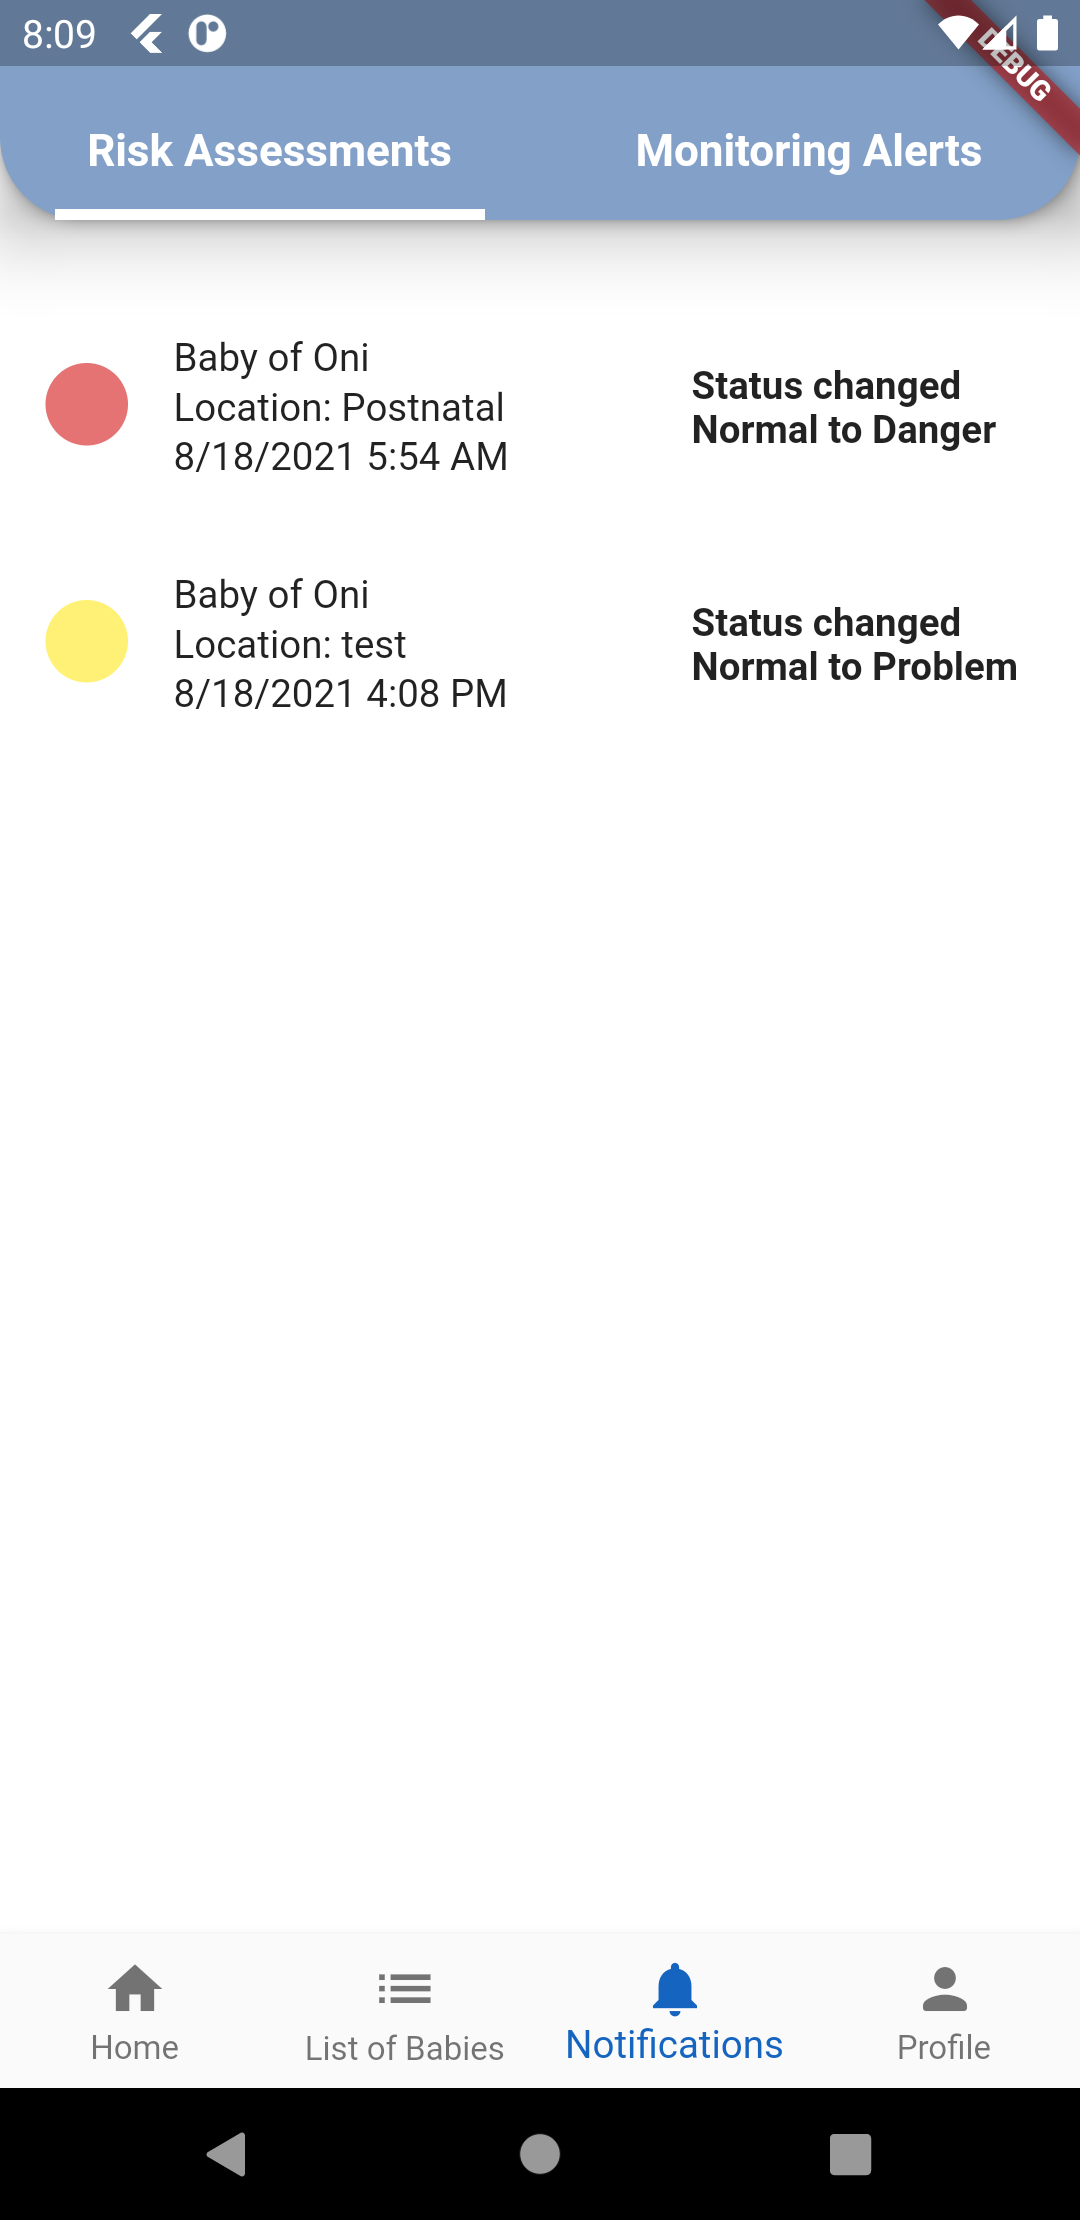 8:09
DEBUG
Risk Assessments
Monitoring Alerts
Baby of Oni
Location: Postnatal
8/18/2021 5:54 AM
Status changed
Normal to Danger
Baby of Oni
Location: test
8/18/2021 4:08 PM
Status changed
Normal to Problem
Home
List of Babies
Notifications
Profile